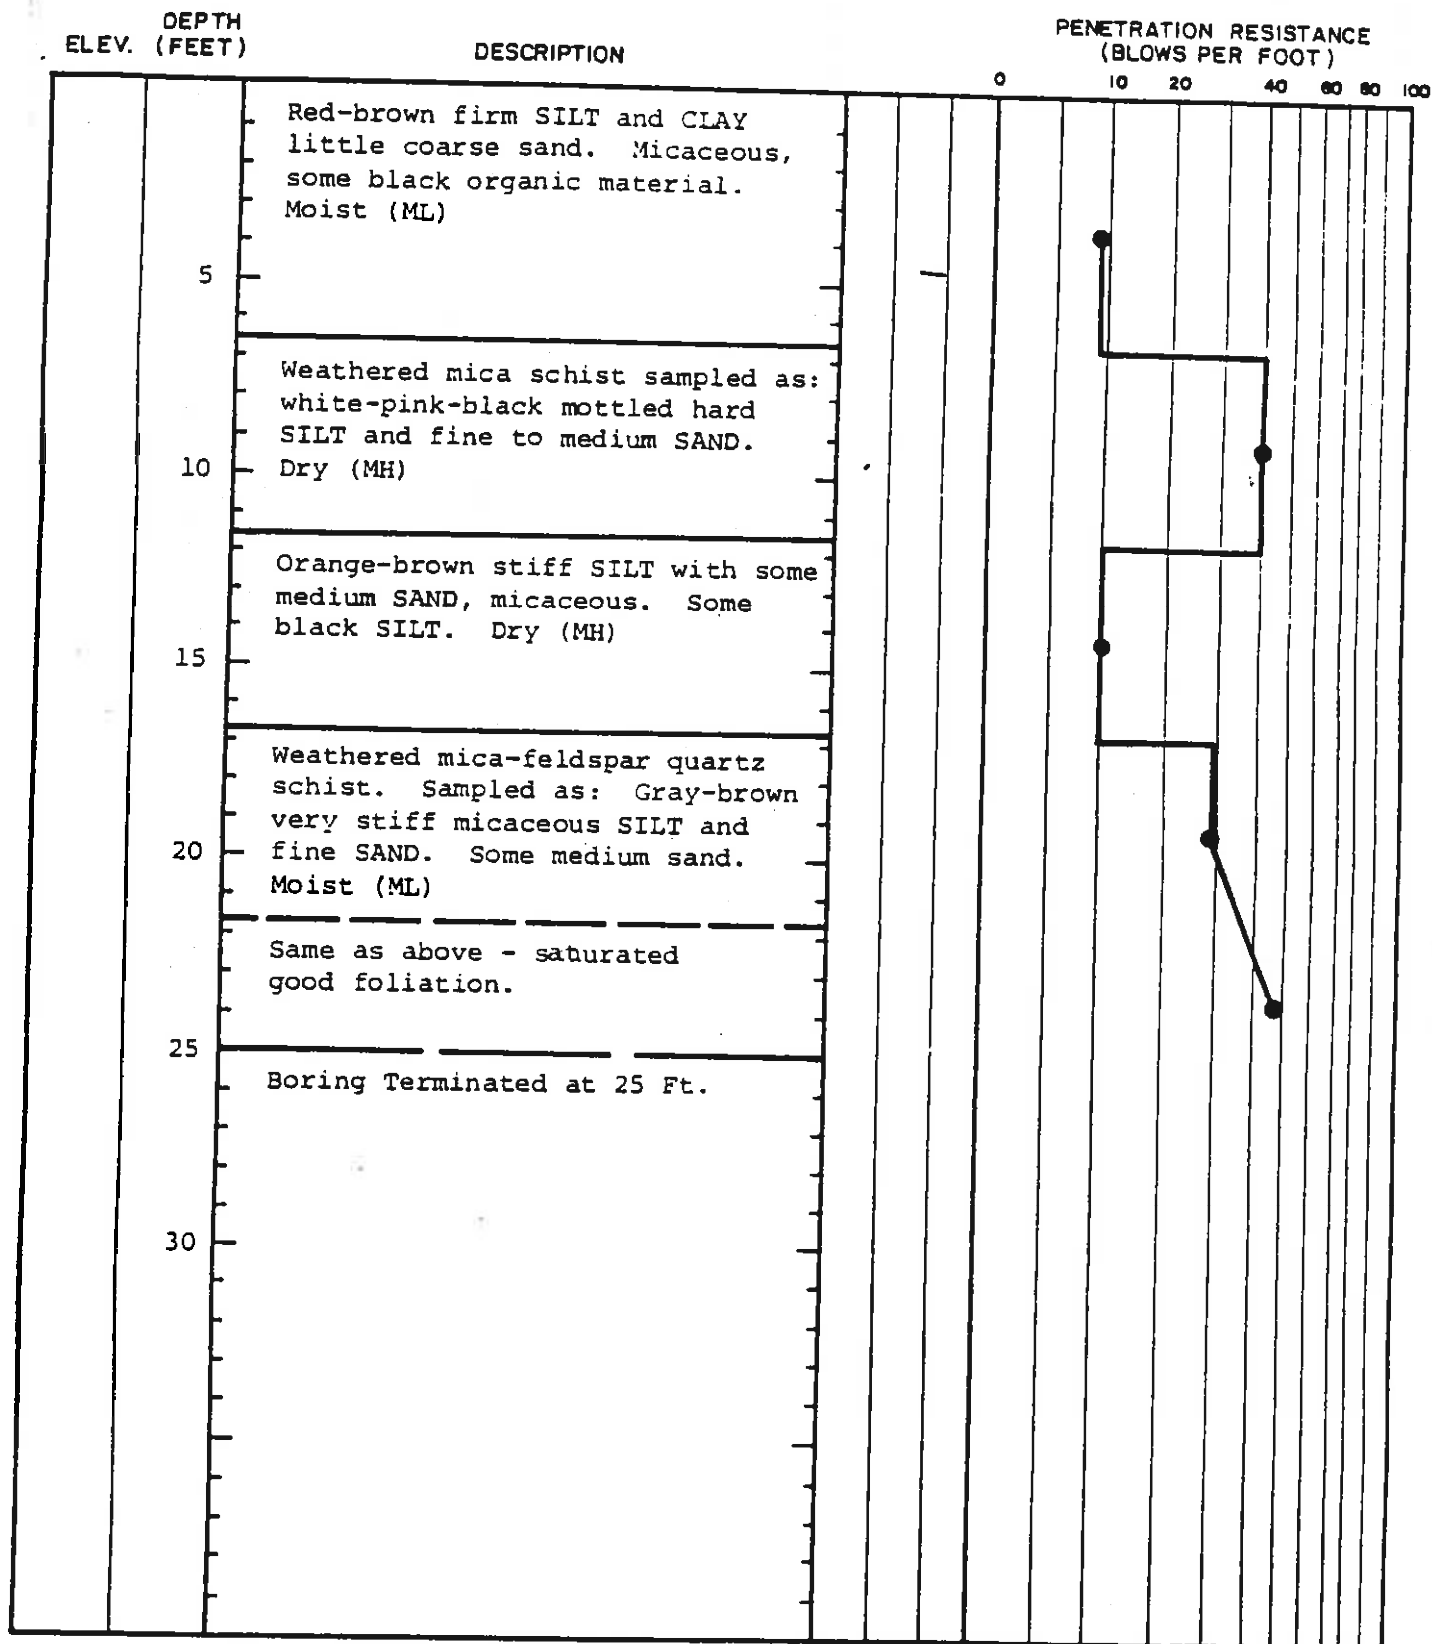 DEPTH
ELEV. (FEET) DESCRIPTION
PENETRATION RESISTANCE
(BLOWS PER FOOT)
0 10 20 40 60 80 100
Red-brown firm SILT and CLAY
little coarse sand. Micaceous,
some black organic material.
Moist (ML)
5
Weathered mica schist sampled as:
white-pink-black mottled hard
SILT and fine to medium SAND.
10 Dry (MH)
Orange-brown stiff SILT with some
medium SAND, micaceous. Some
black SILT. Dry (MH)
15
Weathered mica-feldspar quartz
schist. Sampled as: Gray-brown
very stiff micaceous SILT and
20 fine SAND. Some medium sand.
Moist (ML)
Same as above - saturated
good foliation.
25
Boring Terminated at 25 Ft.
30